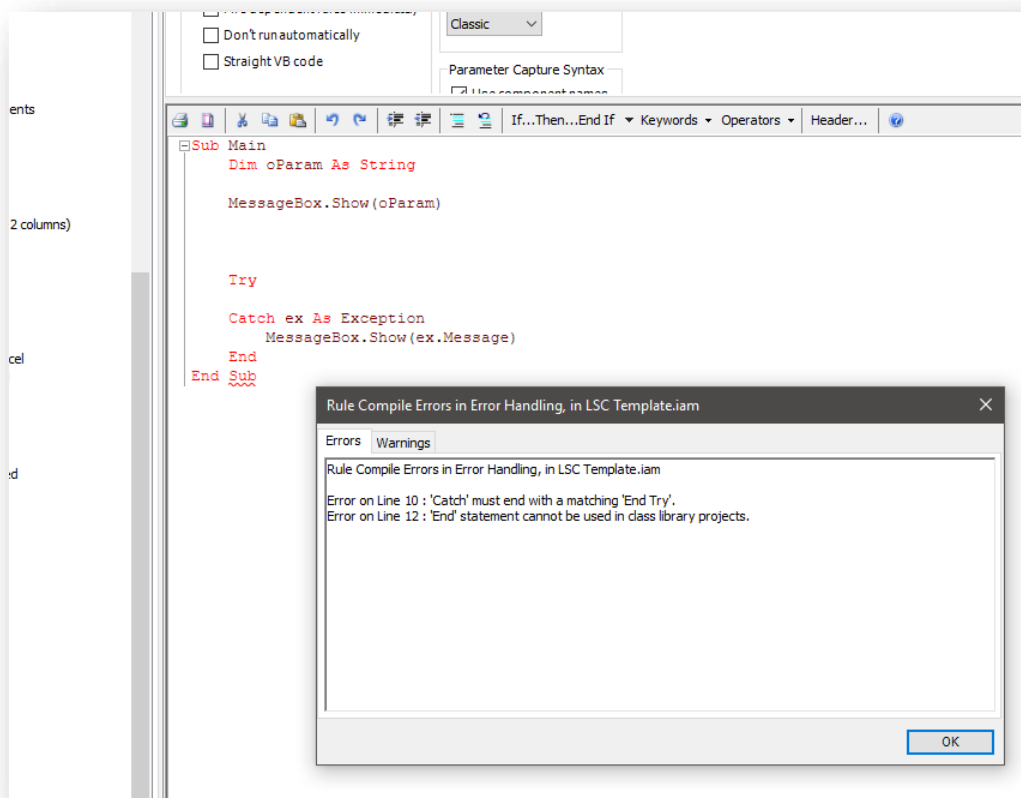 Don't run automatically
Straight VB code
Classic
Parameter Capture Syntax
Use component names
ents
2 columns)
cel
If...Then...End If Keywords Operators Header...
Sub Main
Dim oParam As String
MessageBox.Show(oParam)
Try
Catch ex As Exception
MessageBox.Show(ex.Message)
End
End Sub
Rule Compile Errors in Error Handling, in LSC Template.iam
Errors Warnings
Rule Compile Errors in Error Handling, in LSC Template.iam
Error on Line 10 : 'Catch' must end with a matching 'End Try'.
Error on Line 12 : 'End' statement cannot be used in class library projects.
OK